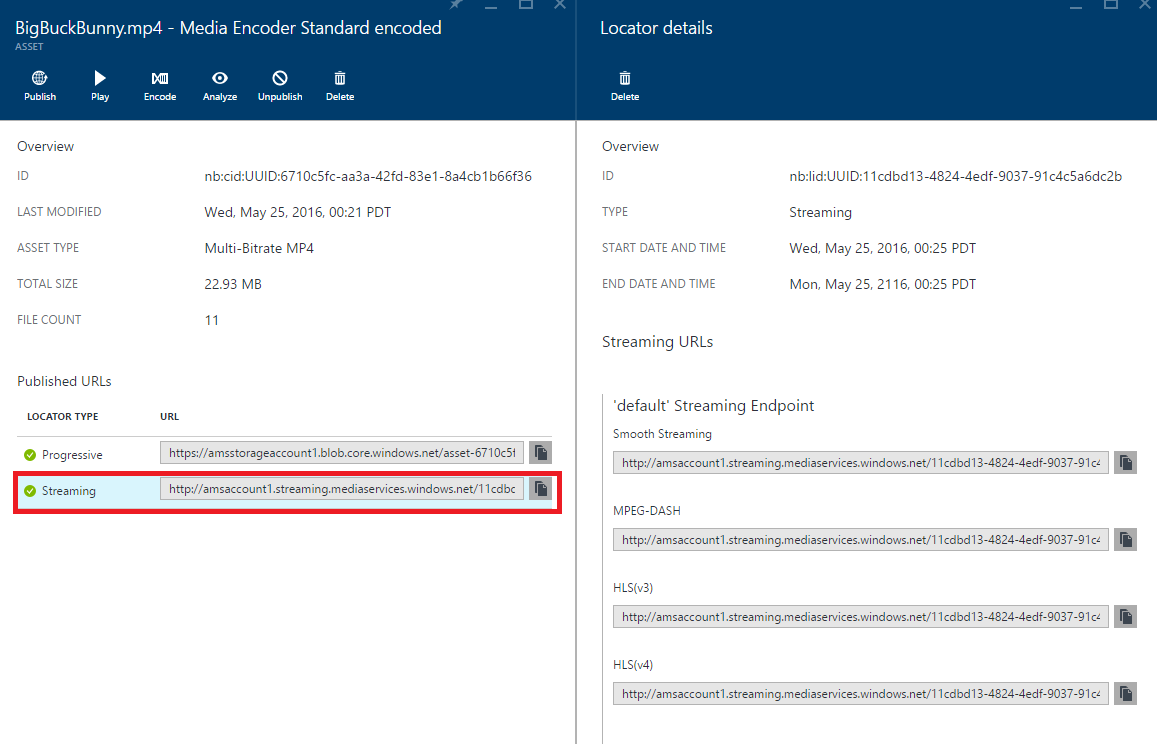 BigBuckBunny.mp4 - Media Encoder Standard encoded
ASSET
Publish Play Encode Analyze Unpublish Delete
Overview
ID nb:cid:UUID:6710c5fc-aa3a-42fd-83e1-8a4cb1b66f36
LAST MODIFIED Wed, May 25, 2016, 00:21 PDT
ASSET TYPE Multi-Bitrate MP4
TOTAL SIZE 22.93 MB
FILE COUNT 11
Published URLs
LOCATOR TYPE URL
Progressive https://amsstorageaccount1.blob.core.windows.net/asset-6710c5f
Streaming http://amsaccount1.streaming.mediaservices.windows.net/11cdbc
Locator details
Delete
Overview
ID nb:lid:UUID:11cdbd13-4824-4edf-9037-91c4c5a6dc2b
TYPE Streaming
START DATE AND TIME Wed, May 25, 2016, 00:25 PDT
END DATE AND TIME Mon, May 25, 2116, 00:25 PDT
Streaming URLs
'default' Streaming Endpoint
Smooth Streaming
http://amsaccount1.streaming.mediaservices.windows.net/11cdbd13-4824-4edf-9037-91c4
MPEG-DASH
http://amsaccount1.streaming.mediaservices.windows.net/11cdbd13-4824-4edf-9037-91c4
HLS(v3)
http://amsaccount1.streaming.mediaservices.windows.net/11cdbd13-4824-4edf-9037-91c4
HLS(v4)
http://amsaccount1.streaming.mediaservices.windows.net/11cdbd13-4824-4edf-9037-91c4